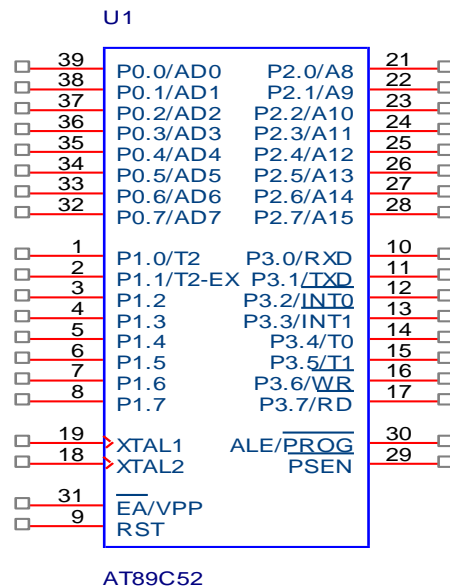 U1
39 P0.0/AD0 P2.0/A8 21
38 P0.1/AD1 P2.1/A9 22
37 P0.2/AD2 P2.2/A10 23
36 P0.3/AD3 P2.3/A11 24
35 P0.4/AD4 P2.4/A12 25
34 P0.5/AD5 P2.5/A13 26
33 P0.6/AD6 P2.6/A14 27
32 P0.7/AD7 P2.7/A15 28
1 P1.0/T2 P3.0/RXD 10
2 P1.1/T2-EX P3.1/TXD 11
3 P1.2 P3.2/INT0 12
4 P1.3 P3.3/INT1 13
5 P1.4 P3.4/T0 14
6 P1.5 P3.5/T1 15
7 P1.6 P3.6/WR 16
8 P1.7 P3.7/RD 17
19 XTAL1 ALE/PROG 30
18 XTAL2 PSEN 29
31 EA/VPP
9 RST
AT89C52